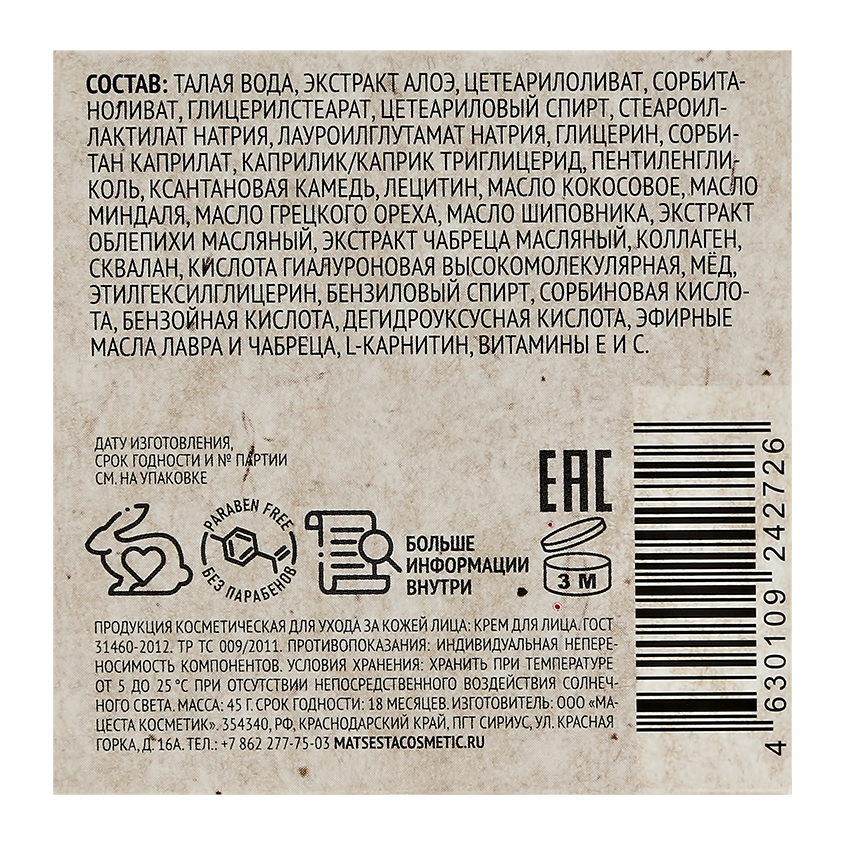 СОСТАВ: ТАЛАЯ ВОДА, ЭКСТРАКТ АЛОЭ, ЦЕТЕАРИЛОЛИВАТ, СОРБИТА-
НОЛИВАТ, ГЛИЦЕРИЛСТЕАРАТ, ЦЕТЕАРИЛОВЫЙ СПИРТ, СТЕАРОИЛ-
ЛАКТИЛАТ НАТРИЯ, ЛАУРОИЛГЛУТАМАТ НАТРИЯ, ГЛИЦЕРИН, СОРБИ-
ТАН КАПРИЛАТ, КАПРИЛИК/КАПРИК ТРИГЛИЦЕРИД, ПЕНТИЛЕНГЛИ-
КОЛЬ, КСАНТАНОВАЯ КАМЕДЬ, ЛЕЦИТИН, МАСЛО КОКОСОВОЕ, МАСЛО
МИНДАЛЯ, МАСЛО ГРЕЦКОГО ОРЕХА, МАСЛО ШИПОВНИКА, ЭКСТРАКТ
ОБЛЕПИХИ МАСЛЯНЫЙ, ЭКСТРАКТ ЧАБРЕЦА МАСЛЯНЫЙ, КОЛЛАГЕН,
СКВАЛАН, КИСЛОТА ГИАЛУРОНОВАЯ ВЫСОКОМОЛЕКУЛЯРНАЯ, МЁД,
ЭТИЛГЕКСИЛГЛИЦЕРИН, БЕНЗИЛОВЫЙ СПИРТ, СОРБИНОВАЯ КИСЛО-
ТА, БЕНЗОЙНАЯ КИСЛОТА, ДЕГИДРОУКСУСНАЯ КИСЛОТА, ЭФИРНЫЕ
МАСЛА ЛАВРА И ЧАБРЕЦА, L-КАРНИТИН, ВИТАМИНЫ Е И С.
ДАТУ ИЗГОТОВЛЕНИЯ,
СРОК ГОДНОСТИ И № ПАРТИИ
СМ. НА УПАКОВКЕ
EAC
PARABEN FREE
БЕЗ ПАРАБЕНОВ
БОЛЬШЕ
ИНФОРМАЦИИ
ВНУТРИ
3 М
ПРОДУКЦИЯ КОСМЕТИЧЕСКАЯ ДЛЯ УХОДА ЗА КОЖЕЙ ЛИЦА: КРЕМ ДЛЯ ЛИЦА. ГОСТ
31460-2012. ТР ТС 009/2011. ПРОТИВОПОКАЗАНИЯ: ИНДИВИДУАЛЬНАЯ НЕПЕРЕ-
НОСИМОСТЬ КОМПОНЕНТОВ. УСЛОВИЯ ХРАНЕНИЯ: ХРАНИТЬ ПРИ ТЕМПЕРАТУРЕ
ОТ 5 ДО 25 °С ПРИ ОТСУТСТВИИ НЕПОСРЕДСТВЕННОГО ВОЗДЕЙСТВИЯ СОЛНЕЧ-
НОГО СВЕТА. МАССА: 45 Г. СРОК ГОДНОСТИ: 18 МЕСЯЦЕВ. ИЗГОТОВИТЕЛЬ: ООО «МА-
ЦЕСТА КОСМЕТИК». 354340, РФ, КРАСНОДАРСКИЙ КРАЙ, ПГТ СИРИУС, УЛ. КРАСНАЯ
ГОРКА, Д. 16А. ТЕЛ.: +7 862 277-75-03 MATSESTACOSMETIC.RU
4 630109 242726